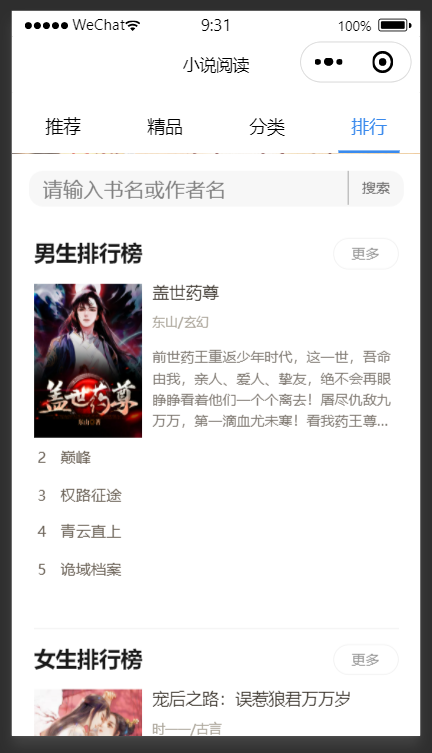 WeChat 9:31 100%
小说阅读
推荐 精品 分类 排行
请输入书名或作者名 搜索
男生排行榜 更多
盖世药尊
东山/玄幻
前世药王重返少年时代，这一世，吾命
由我，亲人、爱人、挚友，绝不会再眼
睁睁看着他们一个个离去！屠尽仇敌九
万万，第一滴血尤未寒！看我药王尊...
盖世药尊
东山◎著
2 巅峰
3 权路征途
4 青云直上
5 诡域档案
女生排行榜 更多
宠后之路：误惹狼君万万岁
时一一/古言